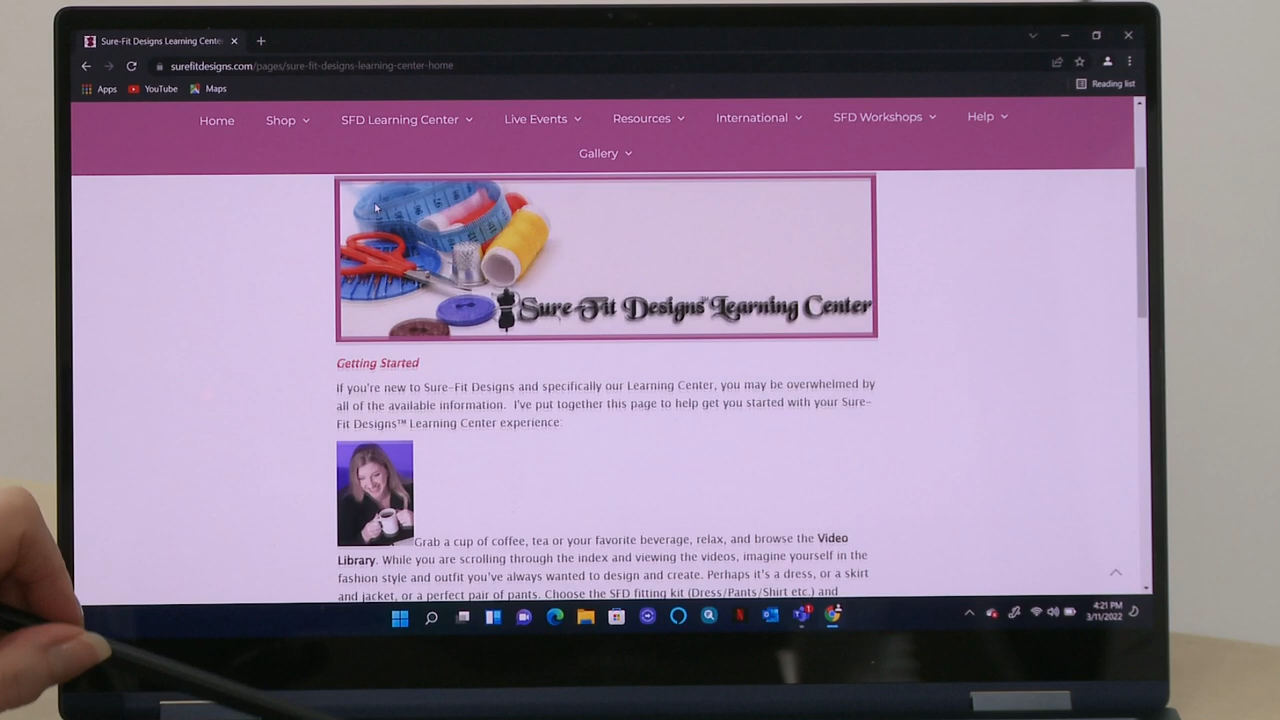 Sure-Fit Designs Learning Cente
surefitdesigns.com/pages/sure-fit-designs-learning-center-home
Apps YouTube Maps
Reading list
Home Shop SFD Learning Center Live Events Resources International SFD Workshops Help
Gallery
Sure-Fit Designs™ Learning Center
Getting Started
If you're new to Sure-Fit Designs and specifically our Learning Center, you may be overwhelmed by
all of the available information. I've put together this page to help get you started with your Sure-
Fit Designs™ Learning Center experience:
Grab a cup of coffee, tea or your favorite beverage, relax, and browse the Video
Library. While you are scrolling through the index and viewing the videos, imagine yourself in the
fashion style and outfit you've always wanted to design and create. Perhaps it's a dress, or a skirt
and jacket, or a perfect pair of pants. Choose the SFD fitting kit (Dress/Pants/Shirt etc.) and
4:21 PM
3/11/2022